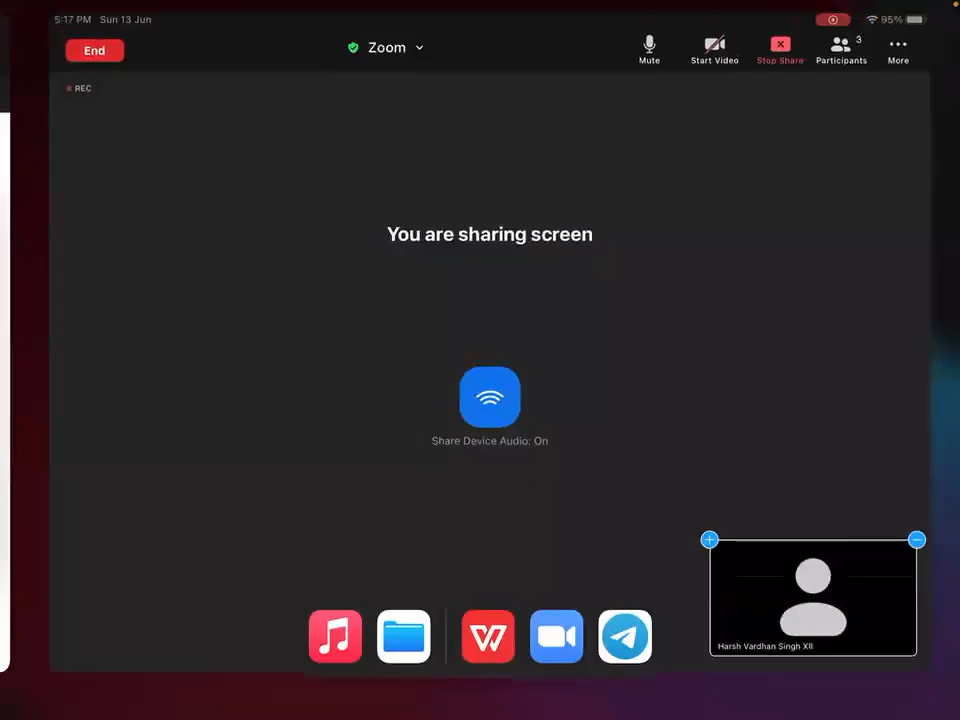 5:17 PM Sun 13 Jun
95%
End
Zoom
Mute
Start Video
Stop Share
Participants
3
More
REC
You are sharing screen
Share Device Audio: On
Harsh Vardhan Singh XII